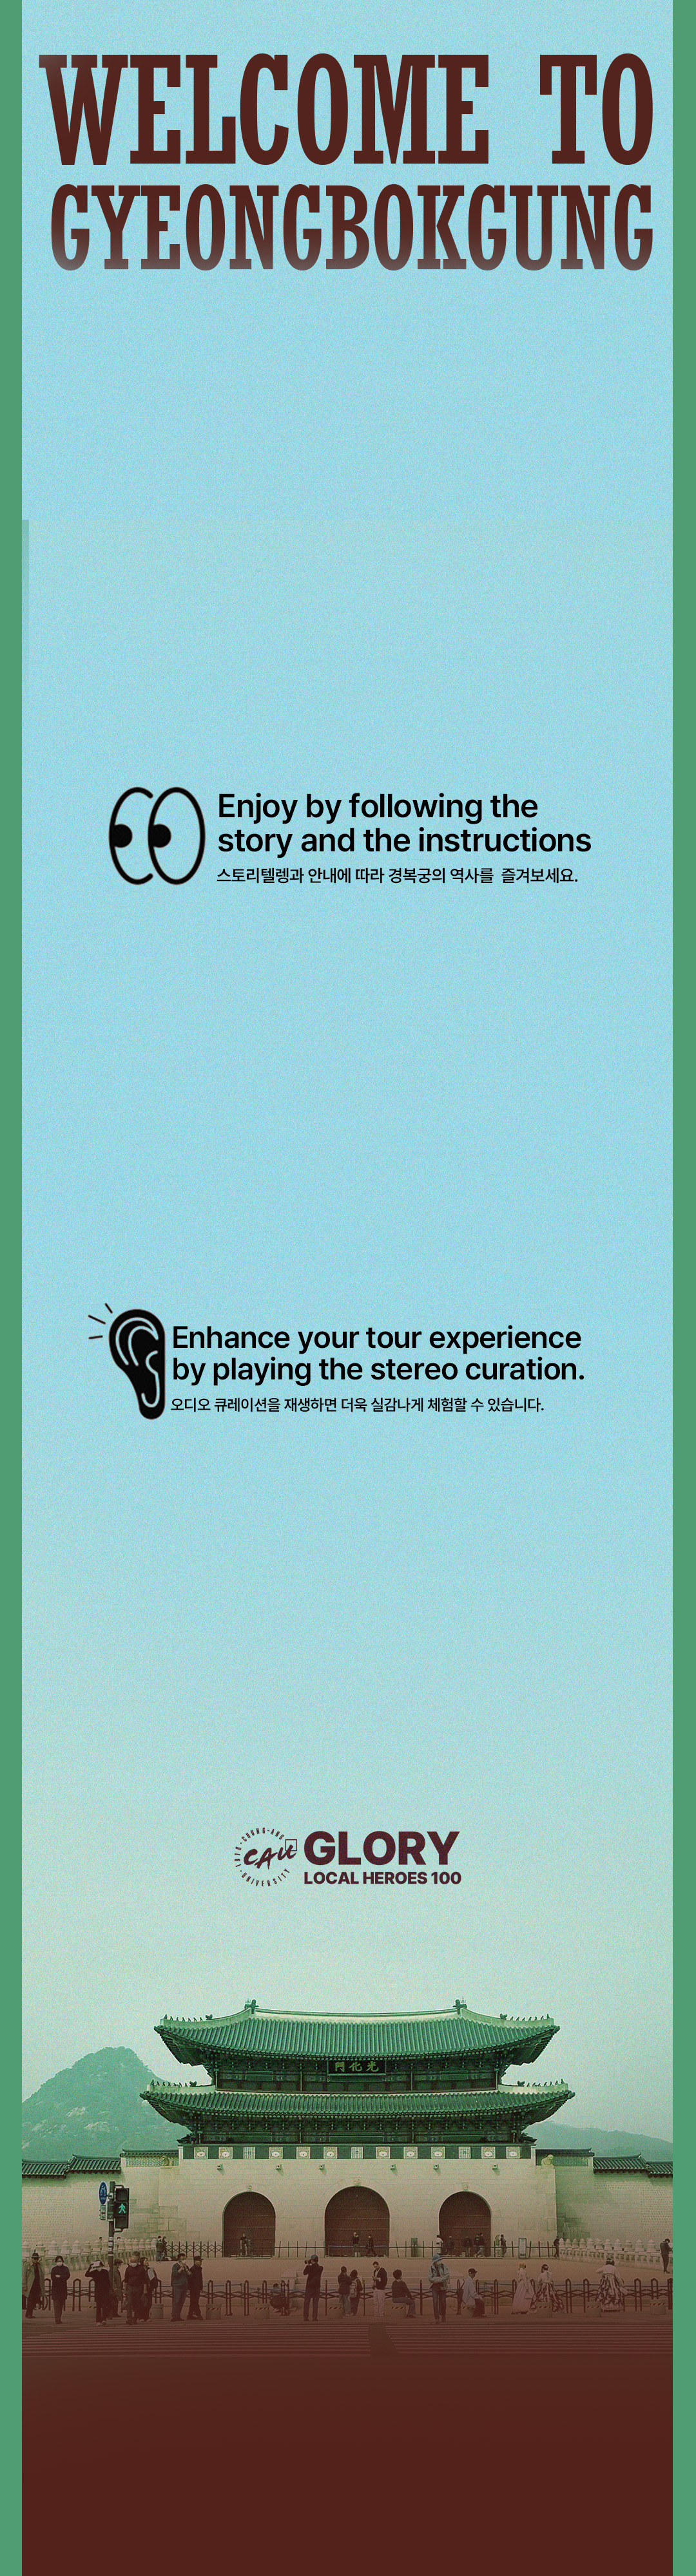 WELCOME TO
GYEONGBOKGUNG
Enjoy by following the
story and the instructions
스토리텔렝과 안내에 따라 경복궁의 역사를 즐겨보세요.
Enhance your tour experience
by playing the stereo curation.
오디오 큐레이션을 재생하면 더욱 실감나게 체험할 수 있습니다.
CHUNG-ANG
CAU
UNIVERSITY
GLORY
LOCAL HEROES 100
門化光